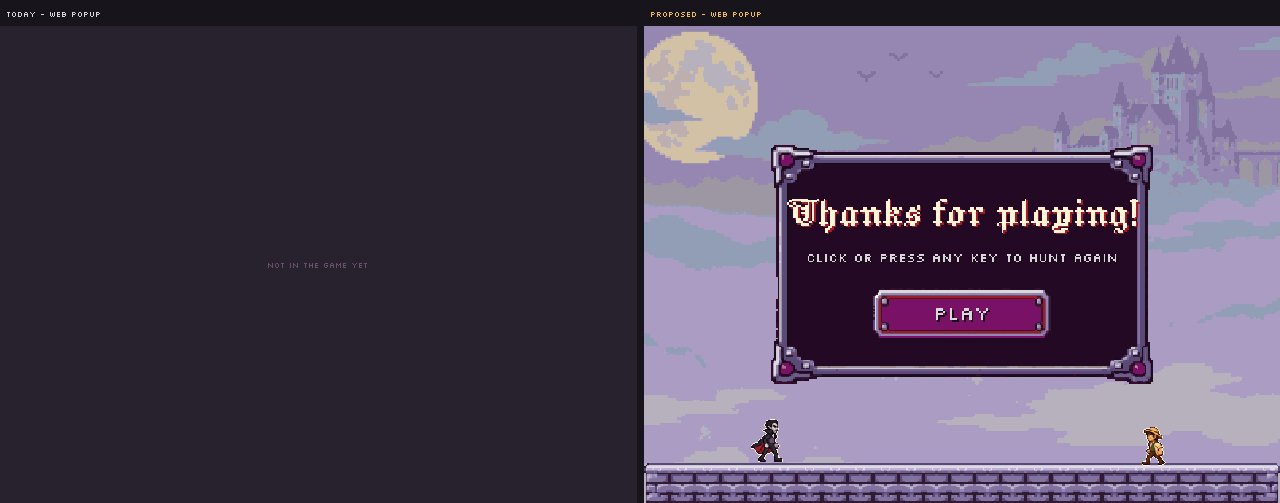 TODAY - WEB POPUP
PROPOSED - WEB POPUP
NOT IN THE GAME YET
Thanks for playing!
CLICK OR PRESS ANY KEY TO HUNT AGAIN
PLAY